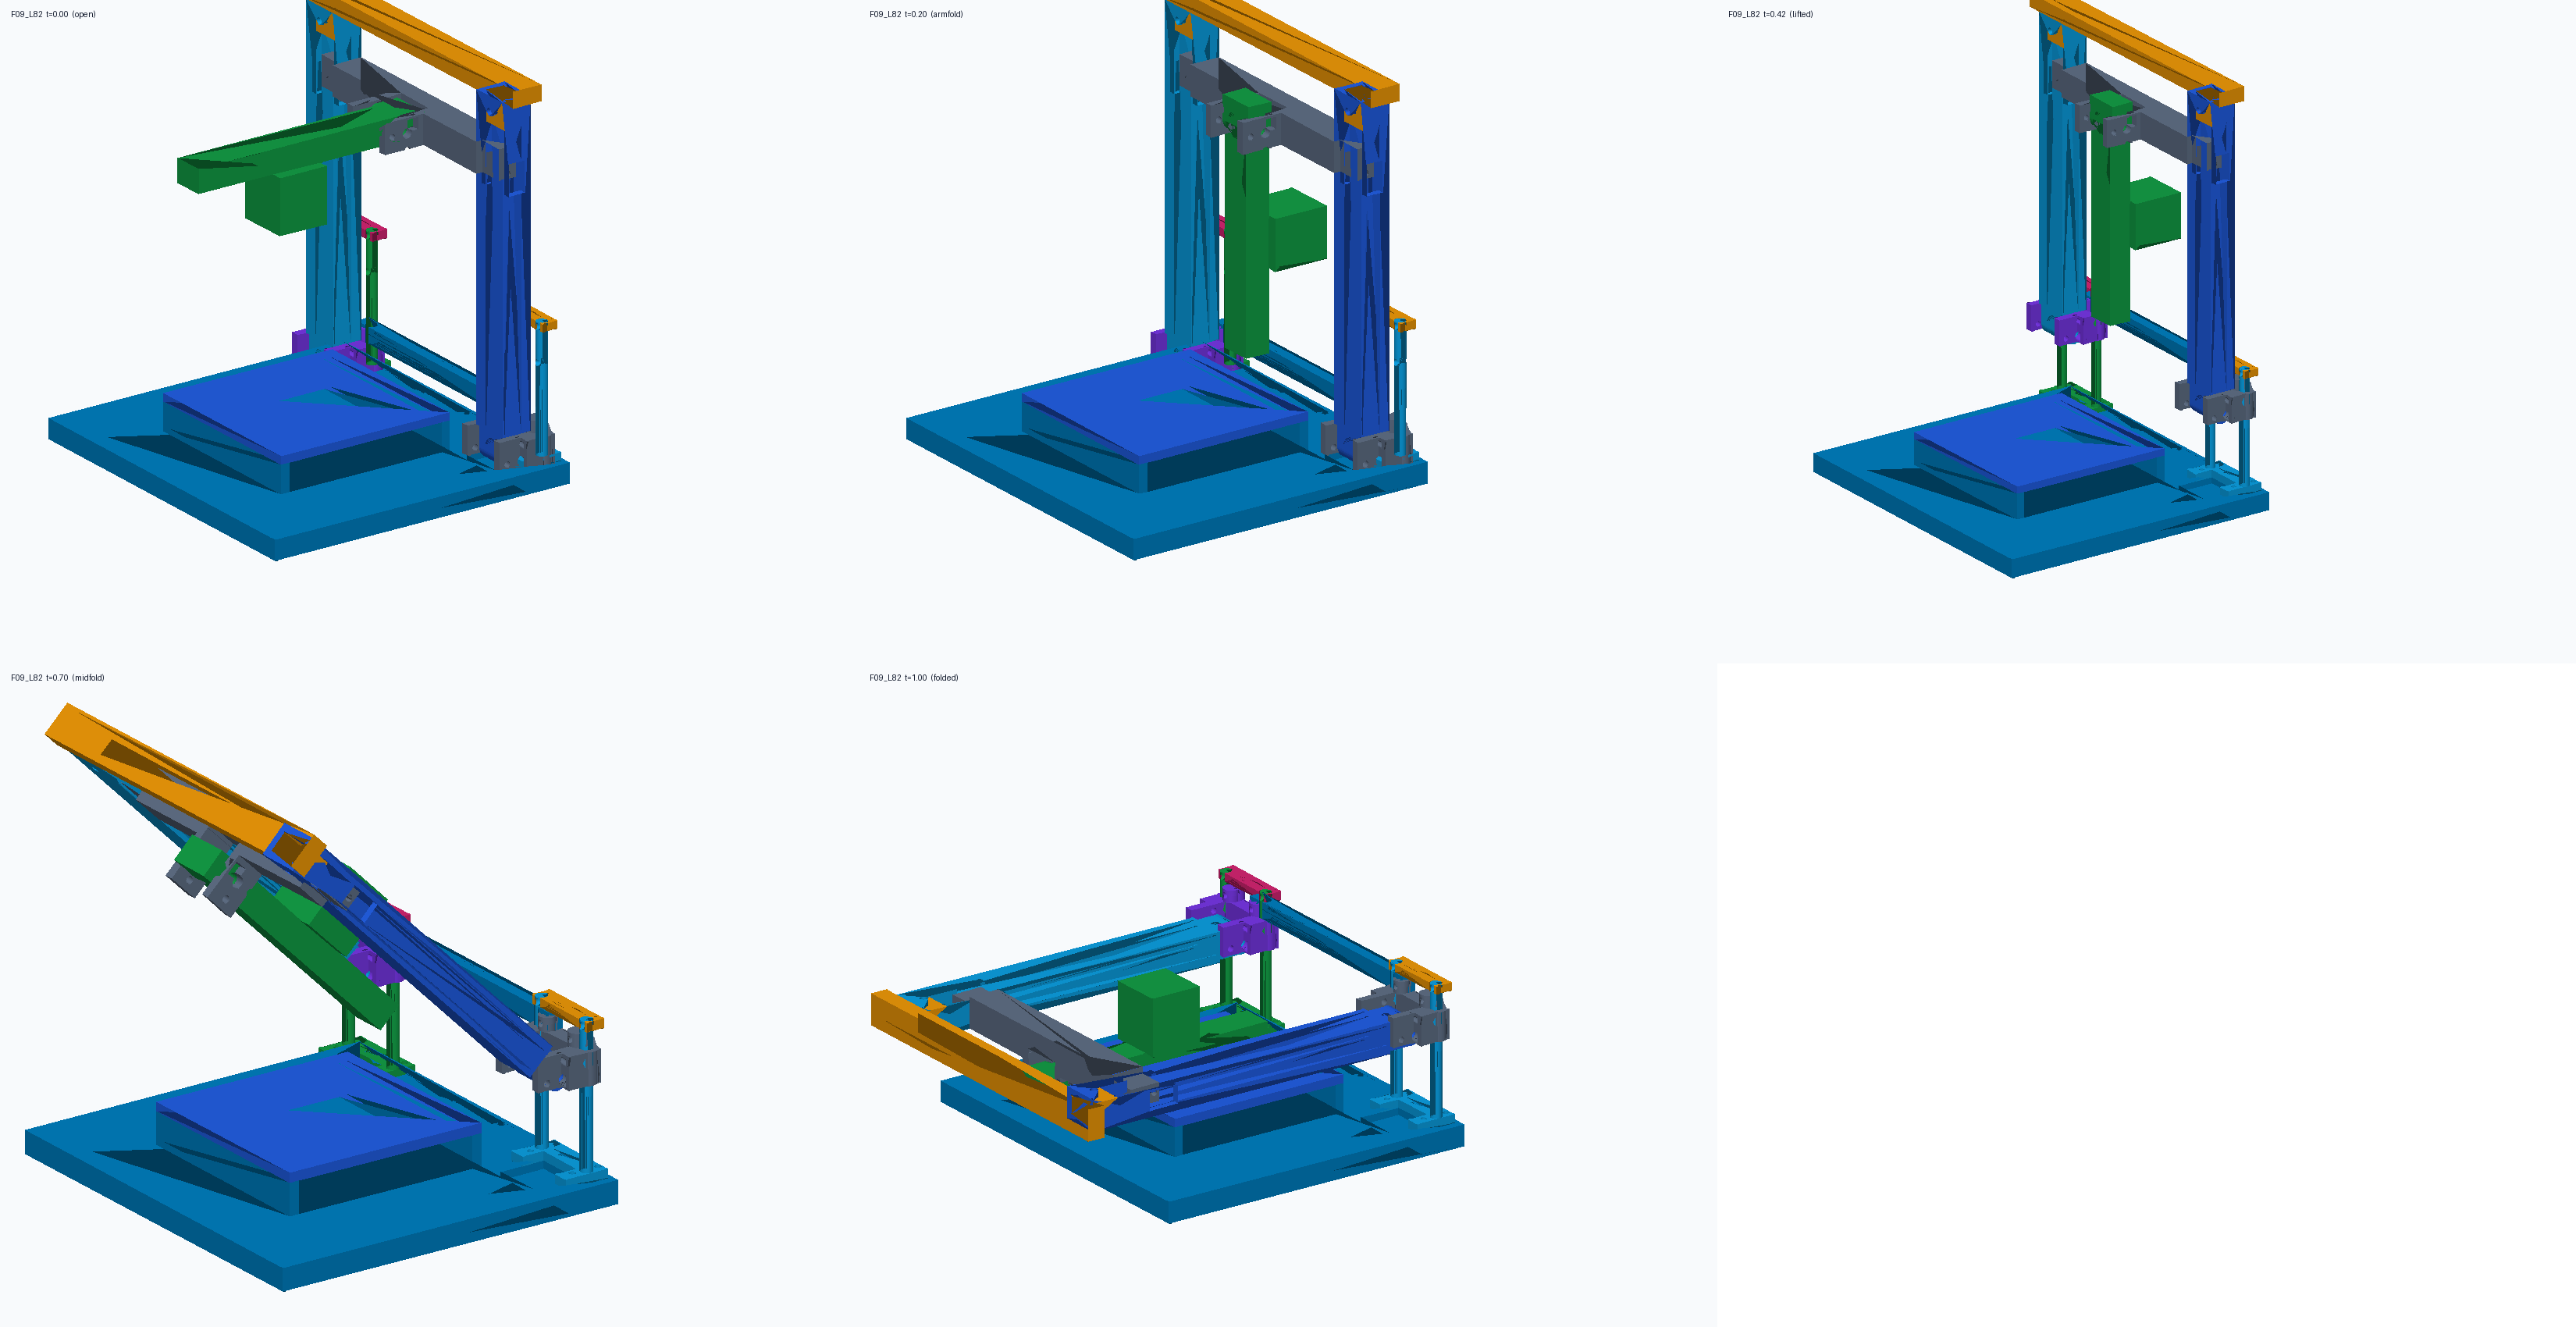 F09_L82 t=0.00 (open)
F09_L82 t=0.20 (armfold)
F09_L82 t=0.42 (lifted)
F09_L82 t=0.70 (midfold)
F09_L82 t=1.00 (folded)